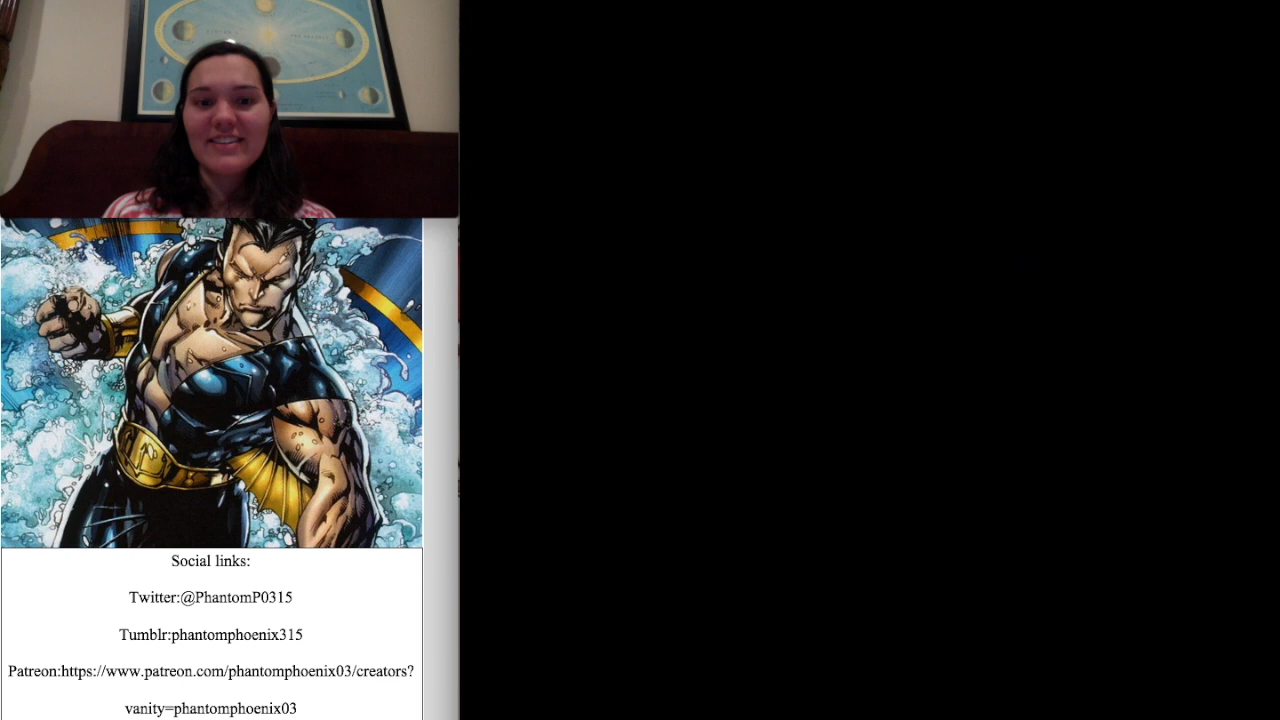 Social links:
Twitter:@PhantomP0315
Tumblr:phantomphoenix315
Patreon:https://www.patreon.com/phantomphoenix03/creators?
vanity=phantomphoenix03